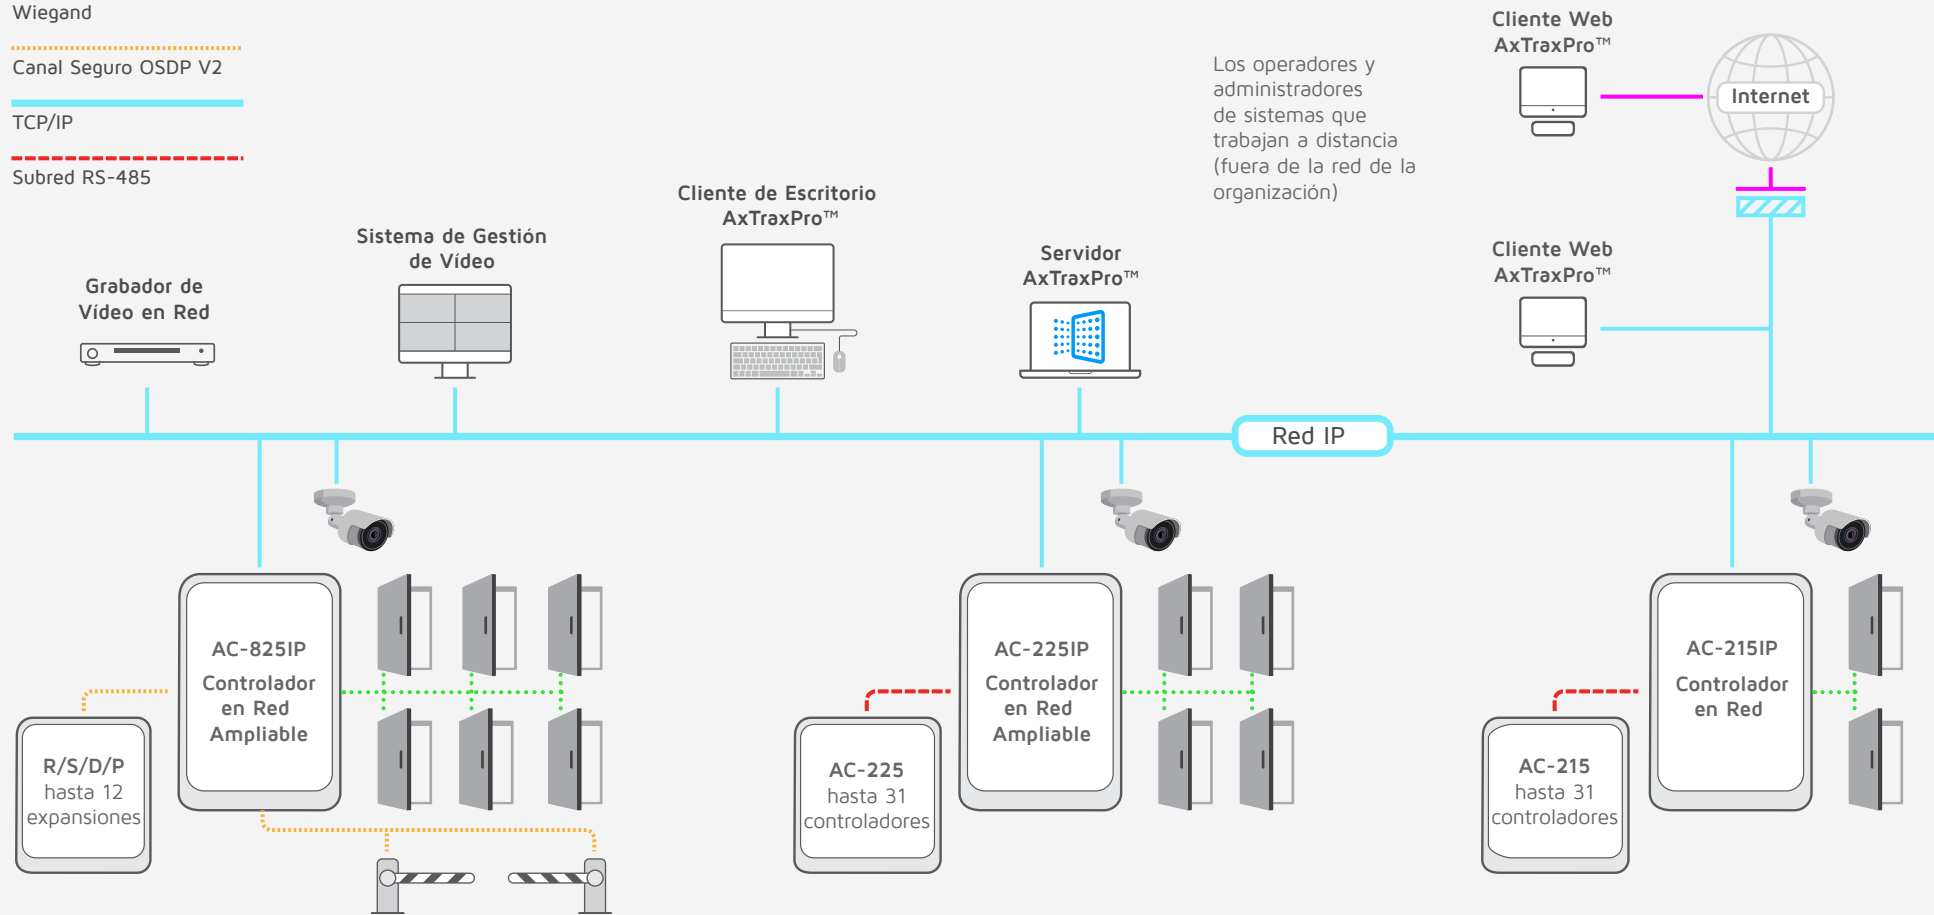 Wiegand
Canal Seguro OSDP V2
TCP/IP
Subred RS-485
Grabador de
Vídeo en Red
Sistema de Gestión
de Vídeo
Cliente de Escritorio
AxTraxPro™
Servidor
AxTraxPro™
Los operadores y
administradores
de sistemas que
trabajan a distancia
(fuera de la red de la
organización)
Cliente Web
AxTraxPro™
Internet
Cliente Web
AxTraxPro™
Red IP
AC-825IP
Controlador
en Red
Ampliable
R/S/D/P
hasta 12
expansiones
AC-225IP
Controlador
en Red
Ampliable
AC-225
hasta 31
controladores
AC-215IP
Controlador
en Red
AC-215
hasta 31
controladores